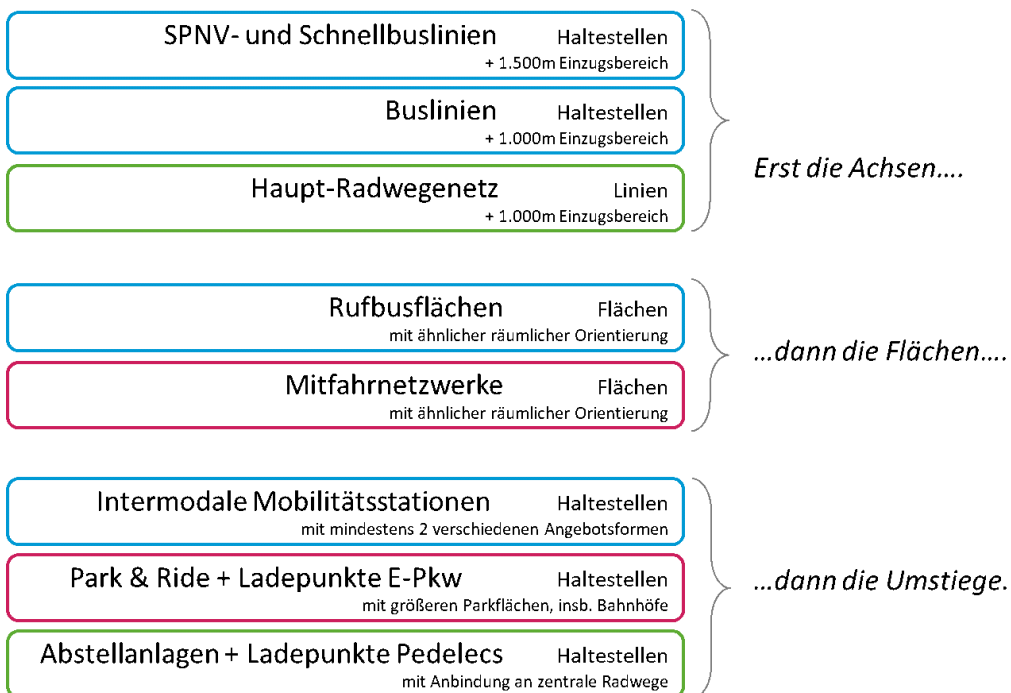 SPNV- und Schnellbuslinien Haltestellen
+ 1.500m Einzugsbereich
Buslinien Haltestellen
+ 1.000m Einzugsbereich
Haupt-Radwegenetz Linien
+ 1.000m Einzugsbereich
Erst die Achsen....
Rufbusflächen Flächen
mit ähnlicher räumlicher Orientierung
Mitfahrnetzwerke Flächen
mit ähnlicher räumlicher Orientierung
...dann die Flächen....
Intermodale Mobilitätsstationen Haltestellen
mit mindestens 2 verschiedenen Angebotsformen
Park & Ride + Ladepunkte E-Pkw Haltestellen
mit größeren Parkflächen, insb. Bahnhöfe
Abstellanlagen + Ladepunkte Pedelecs Haltestellen
mit Anbindung an zentrale Radwege
...dann die Umstiege.